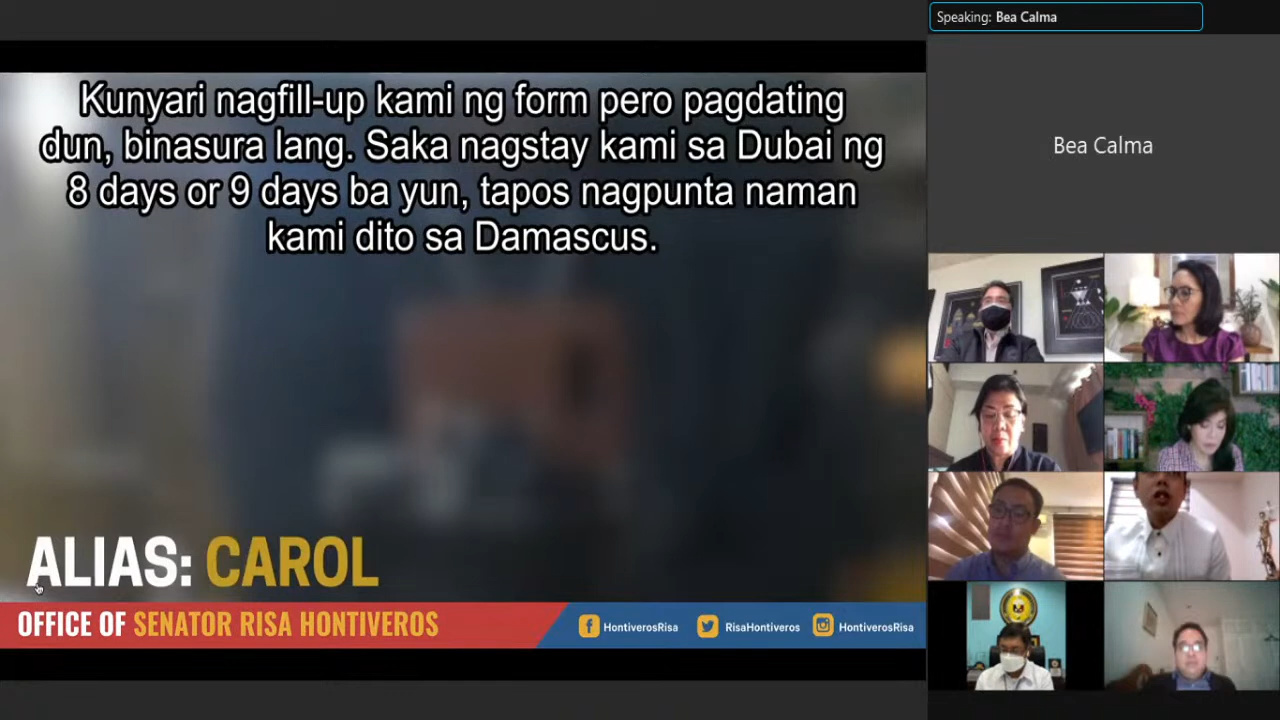 Kunyari nagfill-up kami ng form pero pagdating
dun, binasura lang. Saka nagstay kami sa Dubai ng
8 days or 9 days ba yun, tapos nagpunta naman
kami dito sa Damascus.
ALIAS: CAROL
OFFICE OF SENATOR RISA HONTIVEROS
HontiverosRisa
RisaHontiveros
HontiverosRisa
Speaking: Bea Calma
Bea Calma